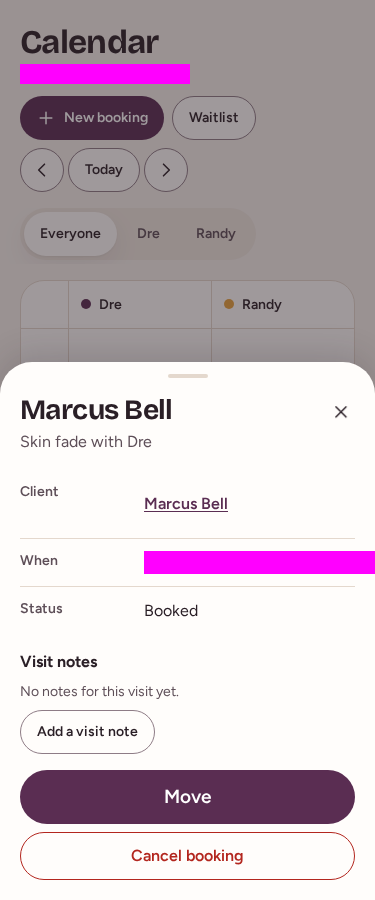 Calendar
New booking
Waitlist
Today
Everyone
Dre
Randy
Dre
Randy
Marcus Bell
Skin fade with Dre
Client
Marcus Bell
When
Status
Booked
Visit notes
No notes for this visit yet.
Add a visit note
Move
Cancel booking